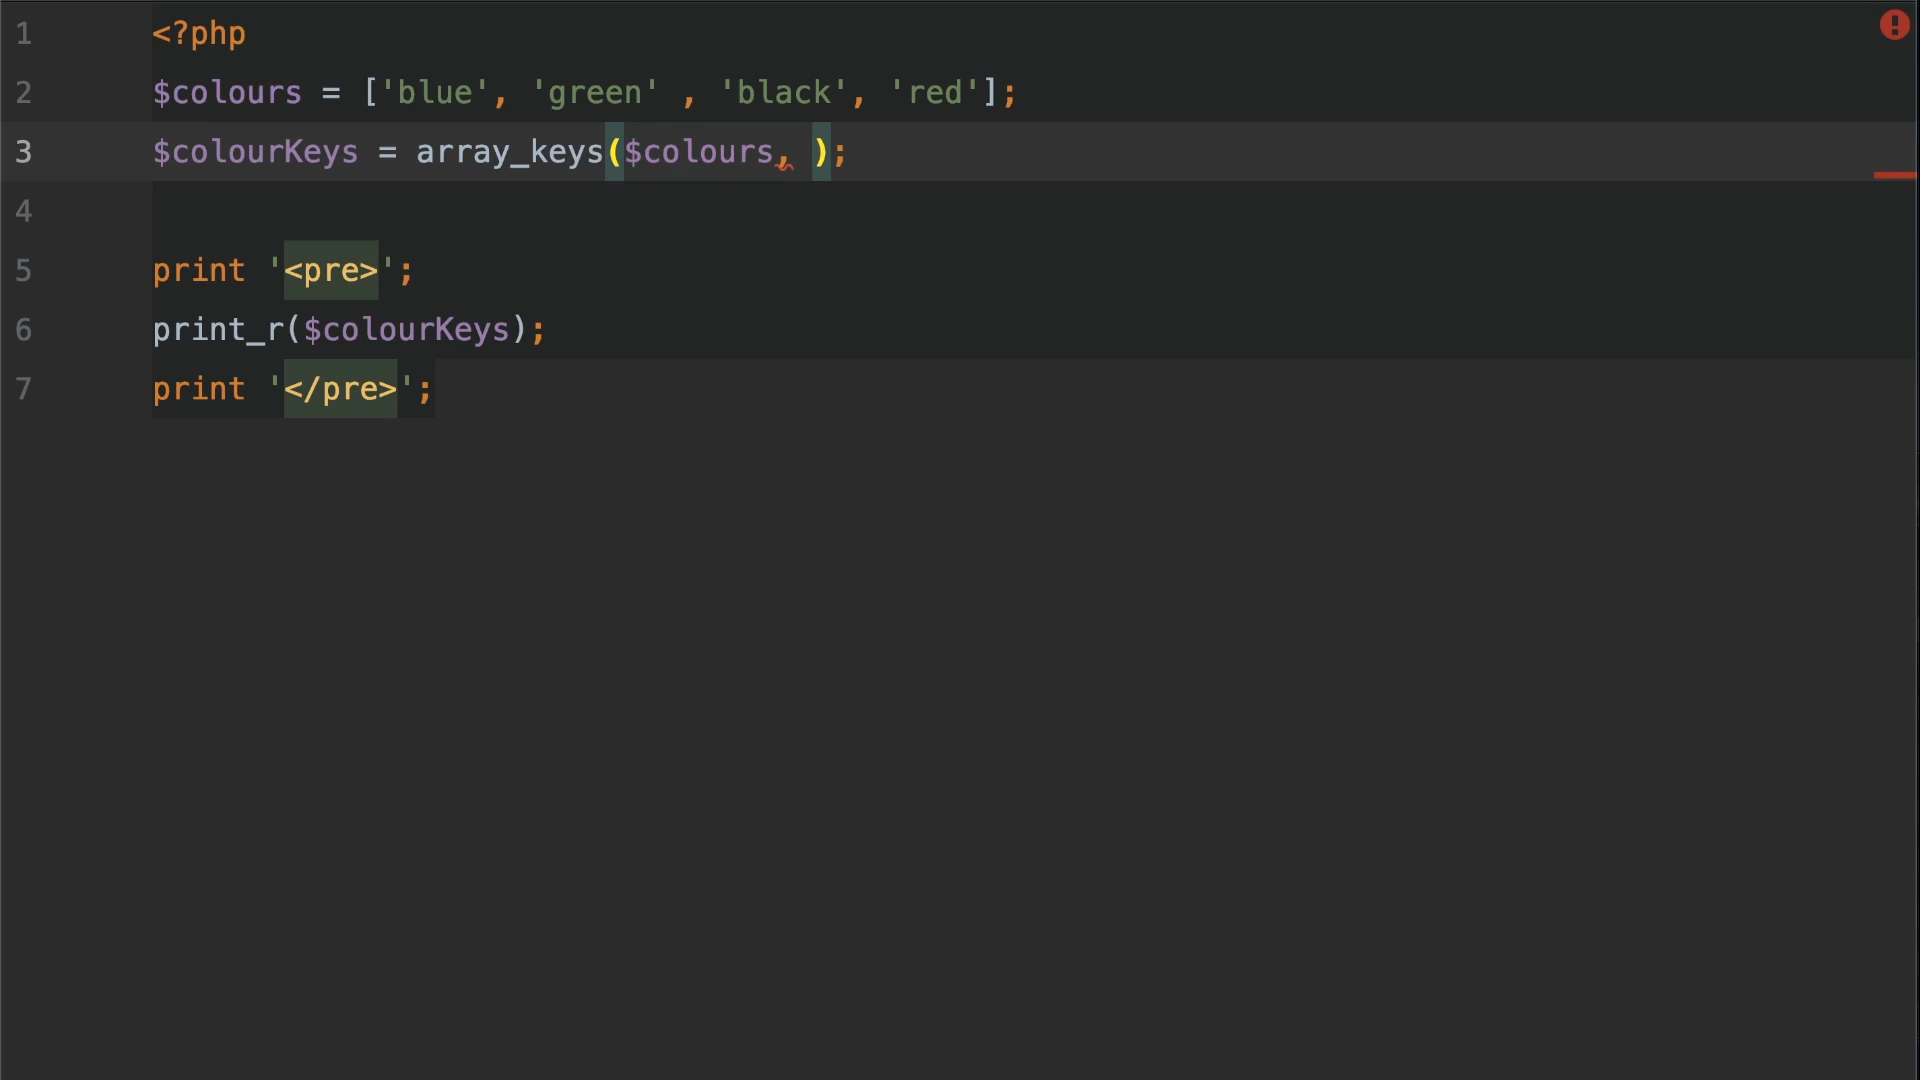 1 <?php
2 $colours = ['blue', 'green' , 'black', 'red'];
3 $colourKeys = array_keys($colours, );
4
5 print '<pre>';
6 print_r($colourKeys);
7 print '</pre>';